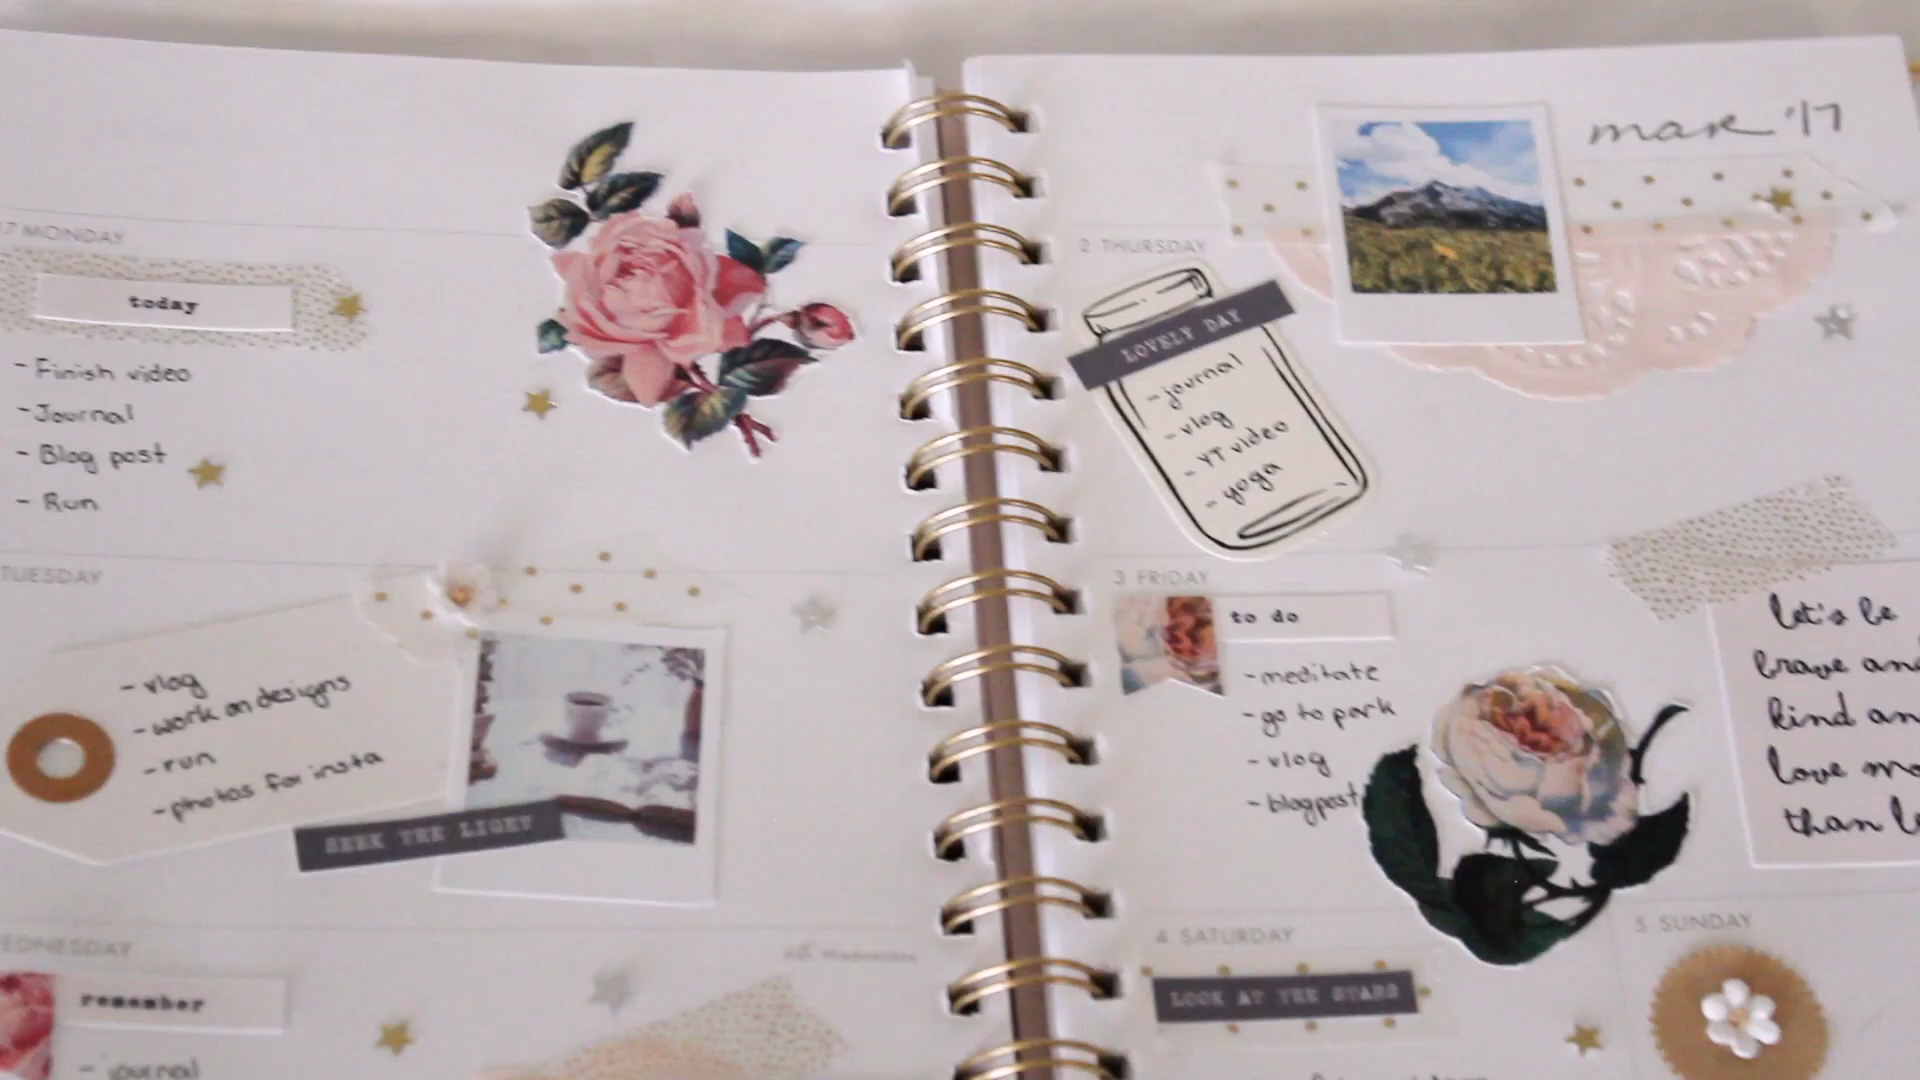 MONDAY
today
- Finish video
- Journal
- Blog post
- Run
TUESDAY
- vlog
- work on designs
- run
- photos for insta
SEEK THE LIGHT
EDNESDAY
remember
- journal
mar '17
2 THURSDAY
LOVELY DAY
- journal
- vlog
- YT video
- yoga
3 FRIDAY
to do
- meditate
- go to park
- vlog
- blogpost
let's be
brave and
kind an
love mo
than
4 SATURDAY
LOOK AT THE STARS
5 SUNDAY